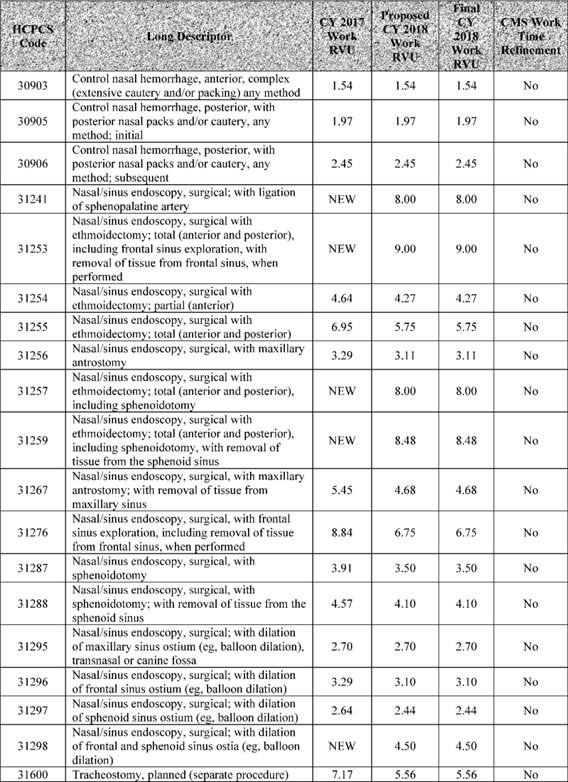 HCPCS Code | Long Descriptor | CY 2017 Work RVU | Proposed CY 2018 Work RVU | Final CY 2018 Work RVU | CMS Work Time Refinement
30903 | Control nasal hemorrhage, anterior, complex | 1.54 | 1.54 | 1.54 | No
(extensive cautery and/or packing) any method
30905 | Control nasal hemorrhage, posterior, with | 1.97 | 1.97 | 1.97 | No
posterior nasal packs and/or cautery, any
method; initial
30906 | Control nasal hemorrhage, posterior, with | 2.45 | 2.45 | 2.45 | No
posterior nasal packs and/or cautery, any
method; subsequent
31241 | Nasal/sinus endoscopy, surgical; with ligation | NEW | 8.00 | 8.00 | No
of sphenopalatine artery
31253 | Nasal/sinus endoscopy, surgical with | NEW | 9.00 | 9.00 | No
ethmoidectomy; total (anterior and posterior),
including frontal sinus exploration, with
removal of tissue from frontal sinus, when
performed
31254 | Nasal/sinus endoscopy, surgical with | 4.64 | 4.27 | 4.27 | No
ethmoidectomy; partial (anterior)
31255 | Nasal/sinus endoscopy, surgical with | 6.95 | 5.75 | 5.75 | No
ethmoidectomy; total (anterior and posterior)
31256 | Nasal/sinus endoscopy, surgical, with maxillary | 3.29 | 3.11 | 3.11 | No
antrostomy
31257 | Nasal/sinus endoscopy, surgical with | NEW | 8.00 | 8.00 | No
ethmoidectomy; total (anterior and posterior),
including sphenoidotomy
31259 | Nasal/sinus endoscopy, surgical with | NEW | 8.48 | 8.48 | No
ethmoidectomy; total (anterior and posterior),
including sphenoidotomy, with removal of
tissue from the sphenoid sinus
31267 | Nasal/sinus endoscopy, surgical, with maxillary | 5.45 | 4.68 | 4.68 | No
antrostomy; with removal of tissue from
maxillary sinus
31276 | Nasal/sinus endoscopy, surgical, with frontal | 8.84 | 6.75 | 6.75 | No
sinus exploration, including removal of tissue
from frontal sinus, when performed
31287 | Nasal/sinus endoscopy, surgical, with | 3.91 | 3.50 | 3.50 | No
sphenoidotomy
31288 | Nasal/sinus endoscopy, surgical, with | 4.57 | 4.10 | 4.10 | No
sphenoidotomy; with removal of tissue from the
sphenoid sinus
31295 | Nasal/sinus endoscopy, surgical; with dilation | 2.70 | 2.70 | 2.70 | No
of maxillary sinus ostium (eg, balloon dilation),
transnasal or canine fossa
31296 | Nasal/sinus endoscopy, surgical; with dilation | 3.29 | 3.10 | 3.10 | No
of frontal sinus ostium (eg, balloon dilation)
31297 | Nasal/sinus endoscopy, surgical; with dilation | 2.64 | 2.44 | 2.44 | No
of sphenoid sinus ostium (eg, balloon dilation)
31298 | Nasal/sinus endoscopy, surgical; with dilation | NEW | 4.50 | 4.50 | No
of frontal and sphenoid sinus ostia (eg, balloon
dilation)
31600 | Tracheostomy, planned (separate procedure) | 7.17 | 5.56 | 5.56 | No